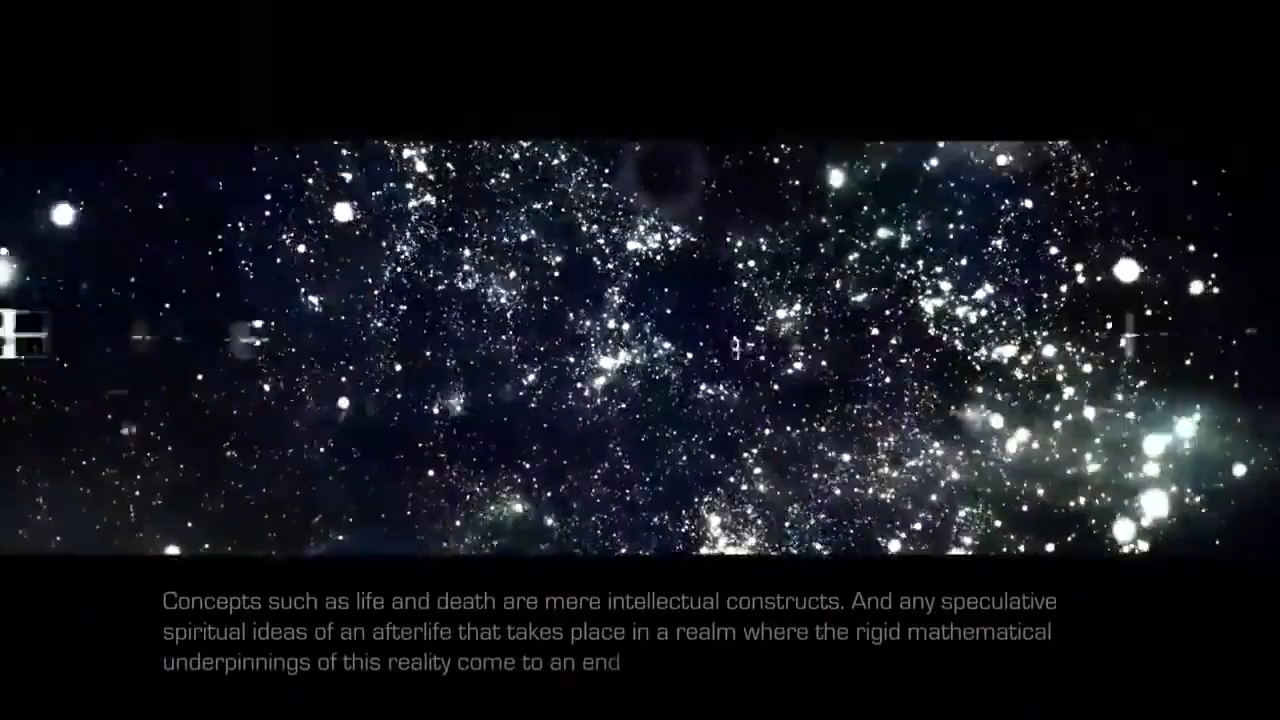 Concepts such as life and death are mere intellectual constructs. And any speculative
spiritual ideas of an afterlife that takes place in a realm where the rigid mathematical
underpinnings of this reality come to an end